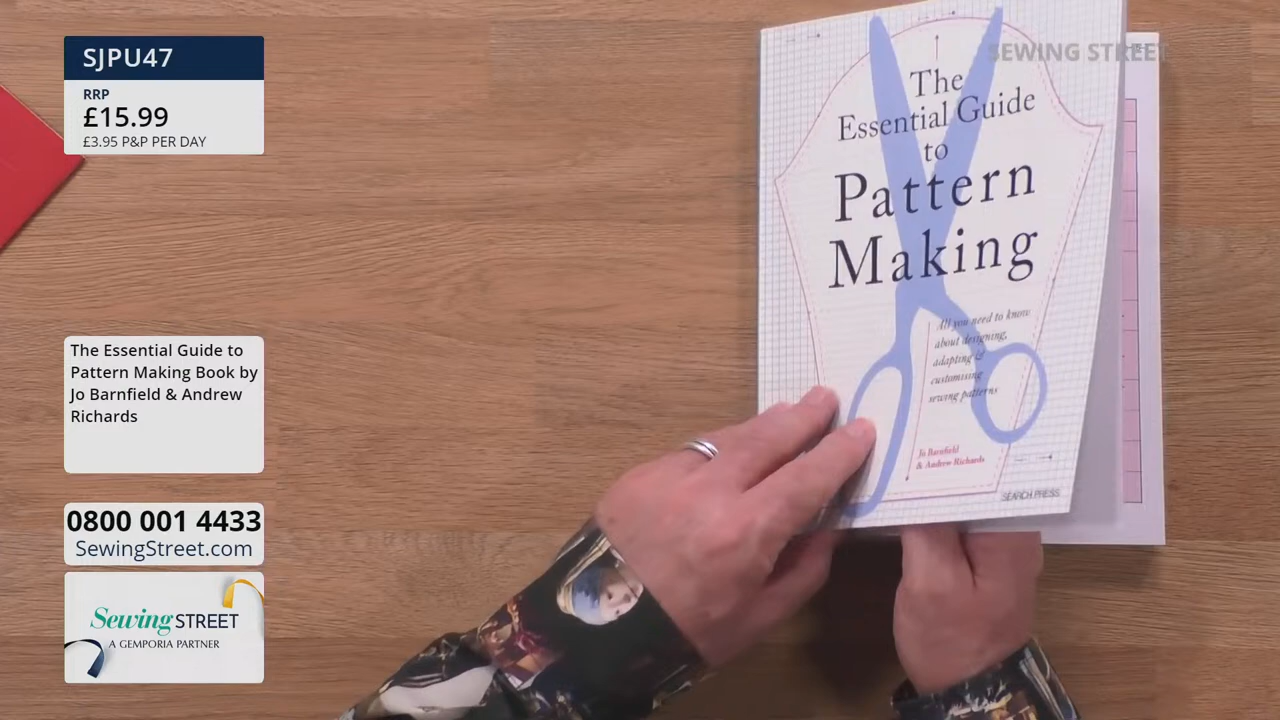 SJPU47
RRP
£15.99
£3.95 P&P PER DAY
The Essential Guide to
Pattern Making Book by
Jo Barnfield & Andrew
Richards
0800 001 4433
SewingStreet.com
Sewing STREET
A GEMPORIA PARTNER
SEWING STREET
The
Essential Guide
to
Pattern
Making
All you need to know
about designing,
adapting &
customising
sewing patterns
Jo Barnfield
& Andrew Richards
SEARCH PRESS